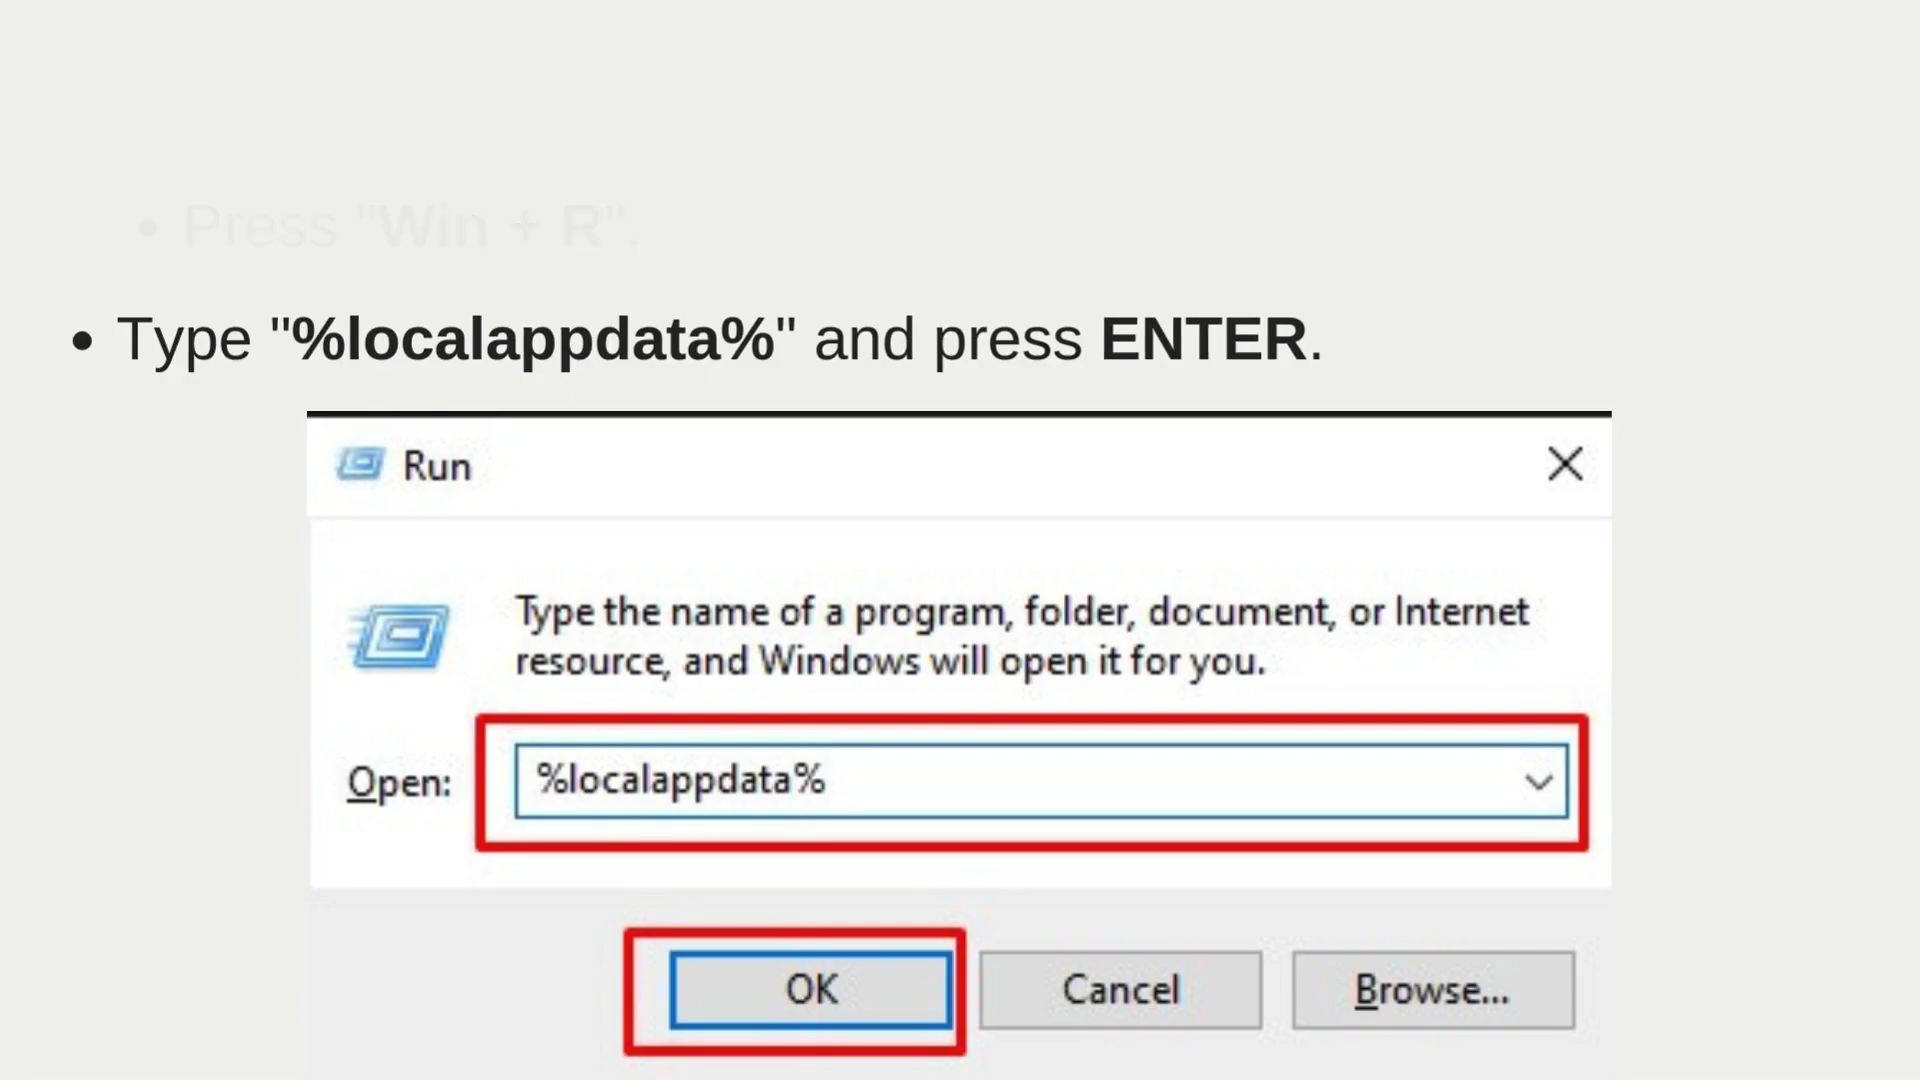 • Press "Win + R".
• Type "%localappdata%" and press ENTER.
Run
Type the name of a program, folder, document, or Internet
resource, and Windows will open it for you.
Open: %localappdata%
OK Cancel Browse...